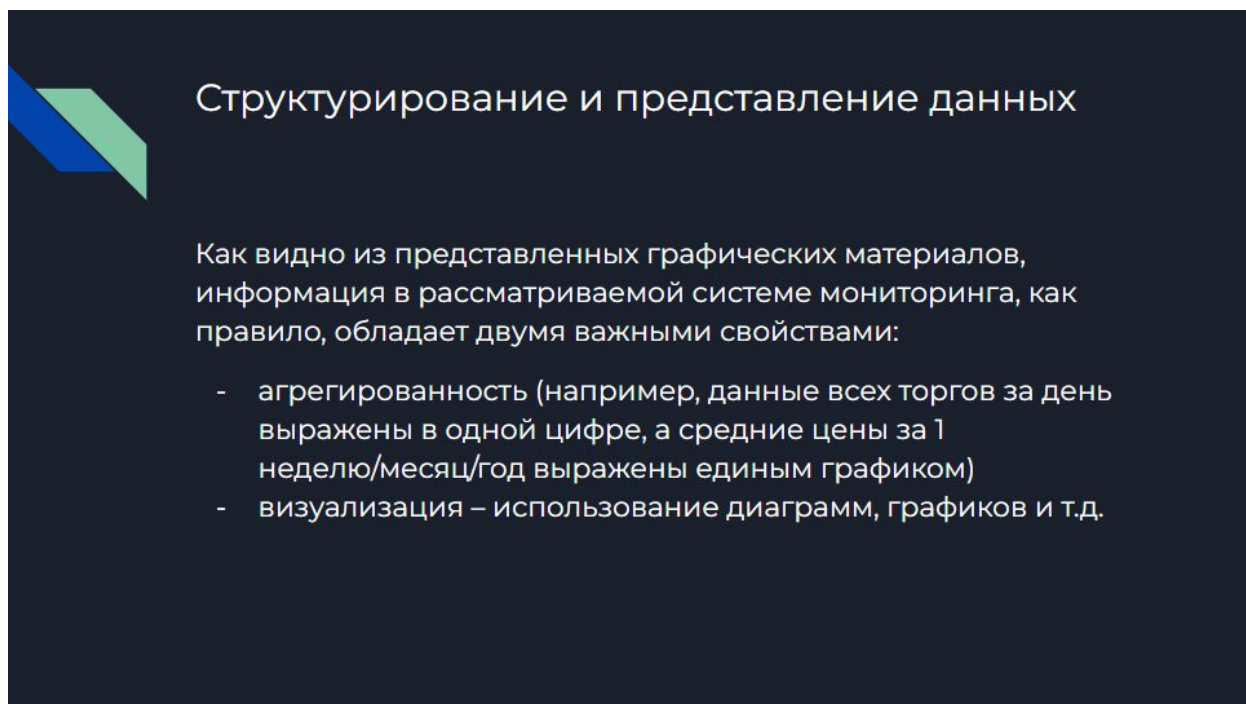 Структурирование и представление данных
Как видно из представленных графических материалов,
информация в рассматриваемой системе мониторинга, как
правило, обладает двумя важными свойствами:
- агрегированность (например, данные всех торгов за день
выражены в одной цифре, а средние цены за 1
неделю/месяц/год выражены единым графиком)
- визуализация – использование диаграмм, графиков и т.д.